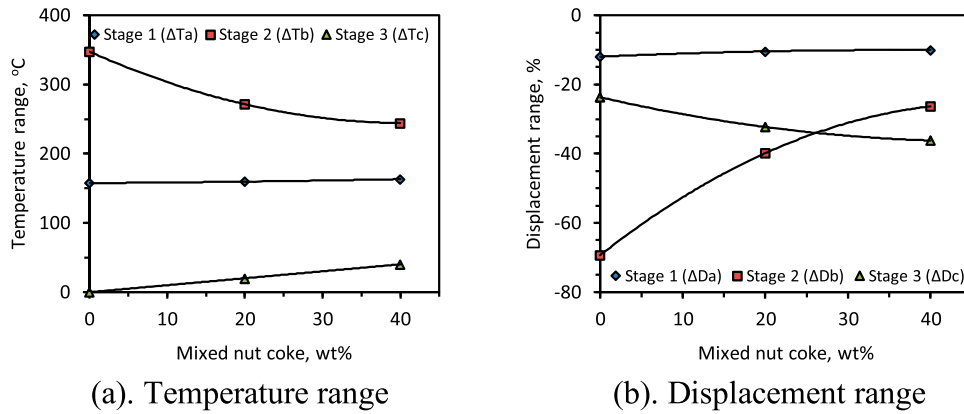 400
300
200
100
0
Temperature range, °C
Stage 1 (ΔTa) Stage 2 (ΔTb) Stage 3 (ΔTc)
0 10 20 30 40
Mixed nut coke, wt%
(a). Temperature range
0
-20
-40
-60
-80
Displacement range, %
Stage 1 (ΔDa) Stage 2 (ΔDb) Stage 3 (ΔDc)
0 10 20 30 40
Mixed nut coke, wt%
(b). Displacement range